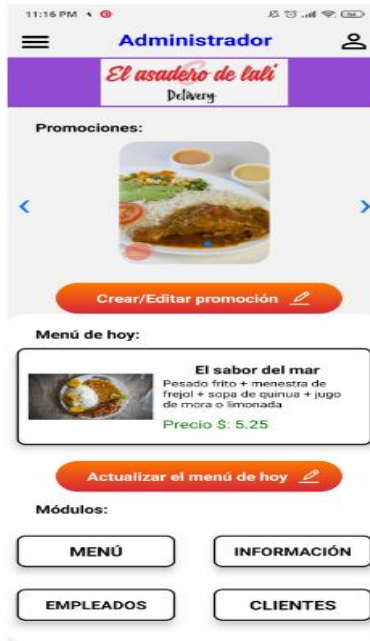 11:16 PM
Administrador
El asadero de lali
Delivery
Promociones:
Crear/Editar promoción
Menú de hoy:
El sabor del mar
Pesado frito + menestra de
frejol + sopa de quinua + jugo
de mora o limonada
Precio $: 5.25
Actualizar el menú de hoy
Módulos:
MENÚ
INFORMACIÓN
EMPLEADOS
CLIENTES